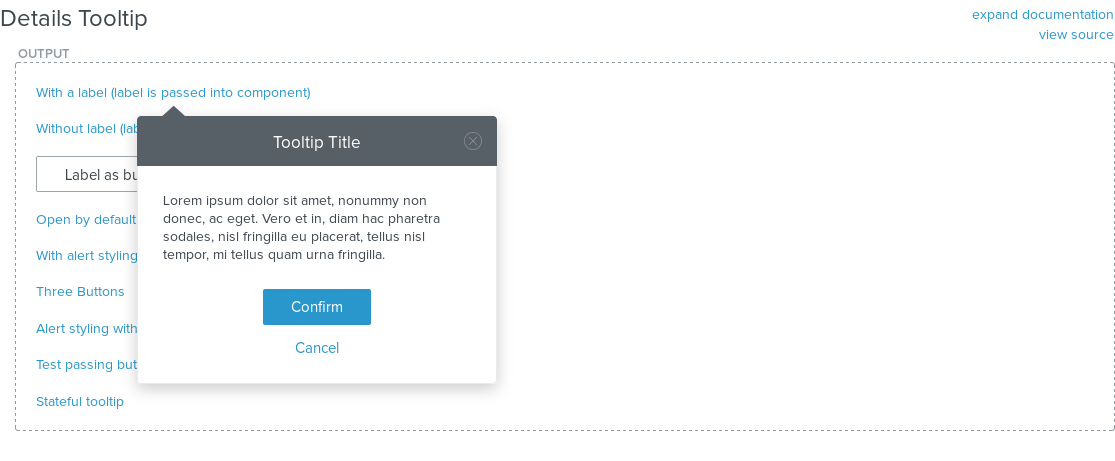 Details Tooltip
expand documentation
view source
OUTPUT
With a label (label is passed into component)
Without label
Tooltip Title
Label as
Lorem ipsum dolor sit amet, nonummy non
donec, ac eget. Vero et in, diam hac pharetra
sodales, nisl fringilla eu placerat, tellus nisl
tempor, mi tellus quam urna fringilla.
Open by default
With alert styling
Three Buttons
Confirm
Alert styling with
Cancel
Test passing
Stateful tooltip